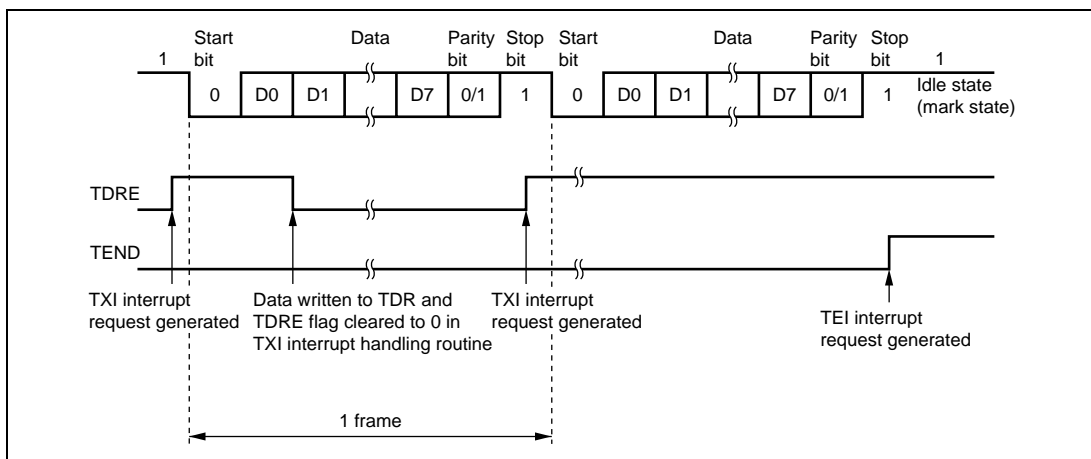 1
Start
bit
Data
Parity
bit
Stop
bit
Start
bit
Data
Parity
bit
Stop
bit
1
0
D0
D1
D7
0/1
1
0
D0
D1
D7
0/1
1
Idle state
(mark state)
TDRE
TEND
TXI interrupt
request generated
Data written to TDR and
TDRE flag cleared to 0 in
TXI interrupt handling routine
TXI interrupt
request generated
TEI interrupt
request generated
1 frame